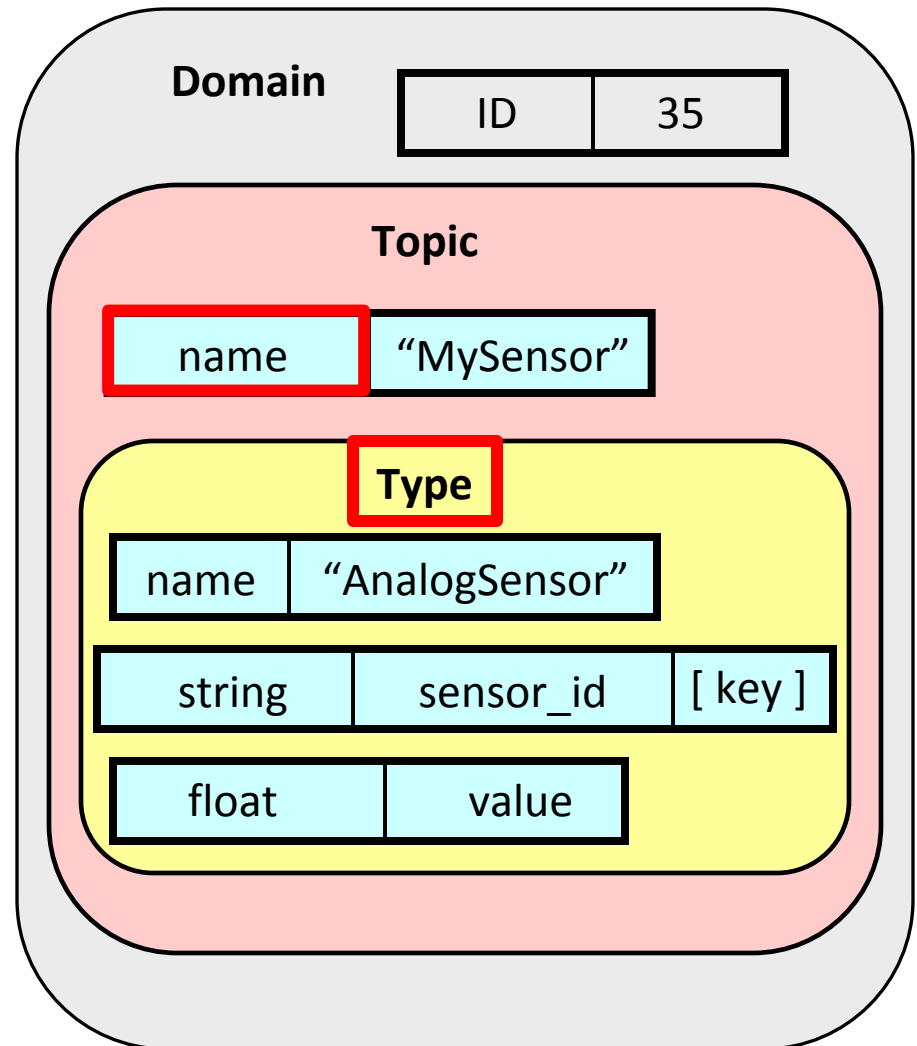 Domain
ID 35
Topic
name “MySensor”
Type
name “AnalogSensor”
string sensor_id [ key ]
float value